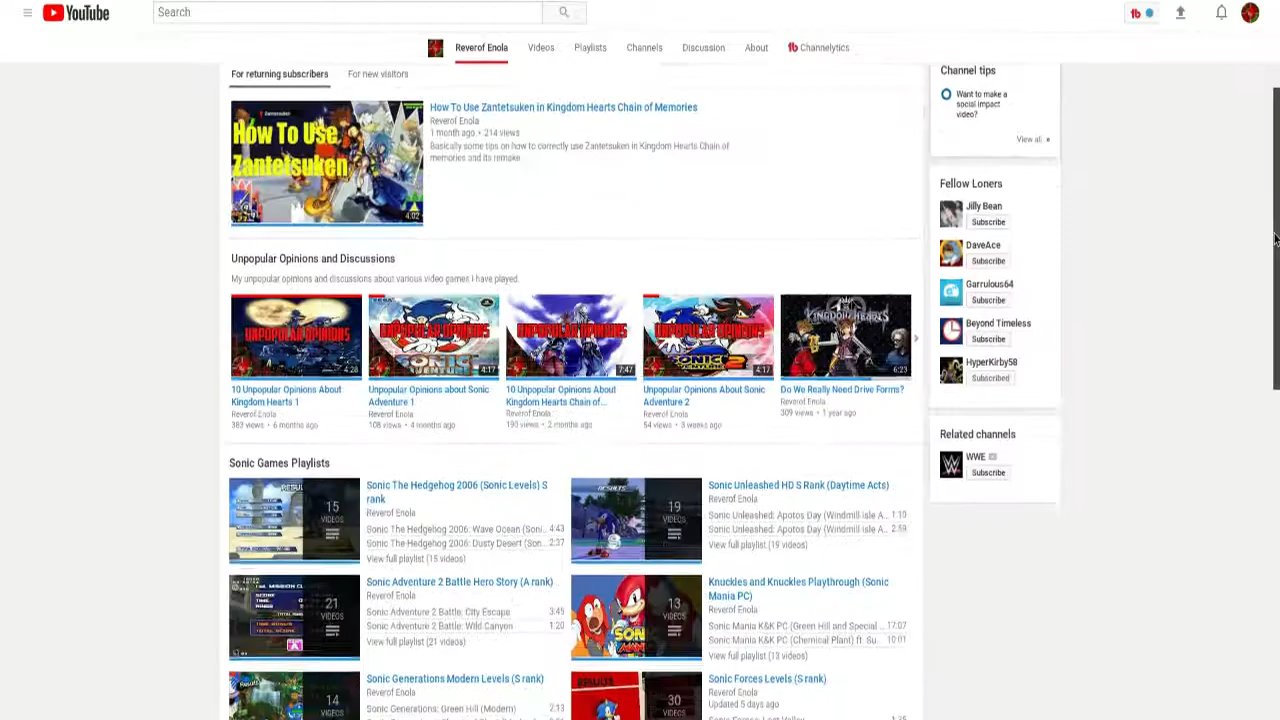 YouTube
Search
Reverof Enola
Videos
Playlists
Channels
Discussion
About
Channelytics
For returning subscribers
For new visitors
How To Use
Zantetsuken
4:02
How To Use Zantetsuken in Kingdom Hearts Chain of Memories
Reverof Enola
1 month ago • 214 views
Basically some tips on how to correctly use Zantetsuken in Kingdom Hearts Chain of
memories and its remake
Channel tips
Want to make a
social impact
video?
View all
Fellow Loners
Jilly Bean
Subscribe
DaveAce
Subscribe
Garrulous64
Subscribe
Beyond Timeless
Subscribe
HyperKirby58
Subscribed
Related channels
WWE
Subscribe
Unpopular Opinions and Discussions
My unpopular opinions and discussions about various video games I have played.
UNPOPULAR OPINIONS
4:28
10 Unpopular Opinions About
Kingdom Hearts 1
Reverof Enola
383 views • 6 months ago
UNPOPULAR OPINIONS
4:17
Unpopular Opinions about Sonic
Adventure 1
Reverof Enola
108 views • 4 months ago
UNPOPULAR OPINIONS
7:47
10 Unpopular Opinions About
Kingdom Hearts Chain of...
Reverof Enola
190 views • 2 months ago
UNPOPULAR OPINIONS
4:17
Unpopular Opinions About Sonic
Adventure 2
Reverof Enola
54 views • 3 weeks ago
KINGDOM HEARTS
6:23
Do We Really Need Drive Forms?
Reverof Enola
309 views • 1 year ago
Sonic Games Playlists
15
VIDEOS
Sonic The Hedgehog 2006 (Sonic Levels) S
rank
Reverof Enola
Sonic The Hedgehog 2006: Wave Ocean (Soni... 4:43
Sonic The Hedgehog 2006: Dusty Desert (Son... 2:37
View full playlist (15 videos)
RESULTS
19
VIDEOS
Sonic Unleashed HD S Rank (Daytime Acts)
Reverof Enola
Sonic Unleashed: Apotos Day (Windmill isle A... 1:10
Sonic Unleashed: Apotos Day (Windmill isle A... 2:59
View full playlist (19 videos)
21
VIDEOS
Sonic Adventure 2 Battle Hero Story (A rank)
Reverof Enola
Sonic Adventure 2 Battle: City Escape 3:45
Sonic Adventure 2 Battle: Wild Canyon 1:20
View full playlist (21 videos)
13
VIDEOS
Knuckles and Knuckles Playthrough (Sonic
Mania PC)
Reverof Enola
Sonic Mania K&K PC (Green Hill and Special ... 17:07
Sonic Mania K&K PC (Chemical Plant) ft. Su... 10:01
View full playlist (13 videos)
14
VIDEOS
Sonic Generations Modern Levels (S rank)
Reverof Enola
Sonic Generations: Green Hill (Modern) 2:13
RESULTS
30
VIDEOS
Sonic Forces Levels (S rank)
Reverof Enola
Updated 5 days ago